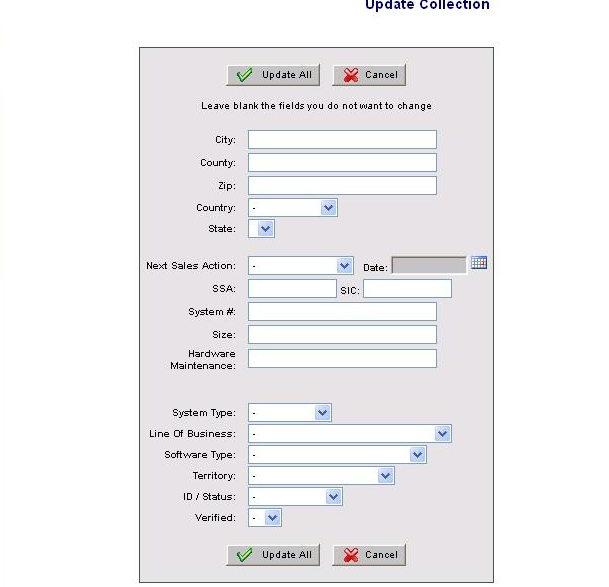 Update Collection
Update All Cancel
Leave blank the fields you do not want to change
City:
County:
Zip:
Country: -
State:
Next Sales Action: - Date:
SSA: SIC:
System #:
Size:
Hardware
Maintenance:
System Type: -
Line Of Business: -
Software Type: -
Territory: -
ID / Status: -
Verified: -
Update All Cancel